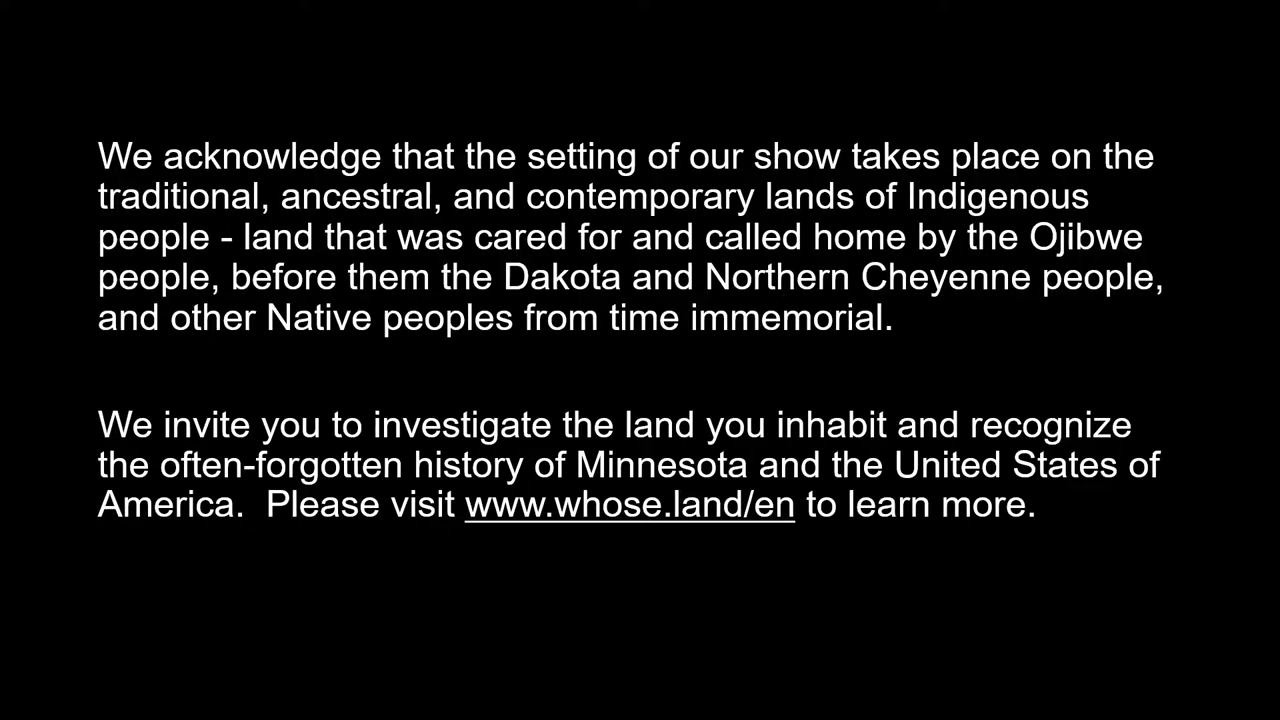 We acknowledge that the setting of our show takes place on the
traditional, ancestral, and contemporary lands of Indigenous
people - land that was cared for and called home by the Ojibwe
people, before them the Dakota and Northern Cheyenne people,
and other Native peoples from time immemorial.
We invite you to investigate the land you inhabit and recognize
the often-forgotten history of Minnesota and the United States of
America.  Please visit www.whose.land/en to learn more.